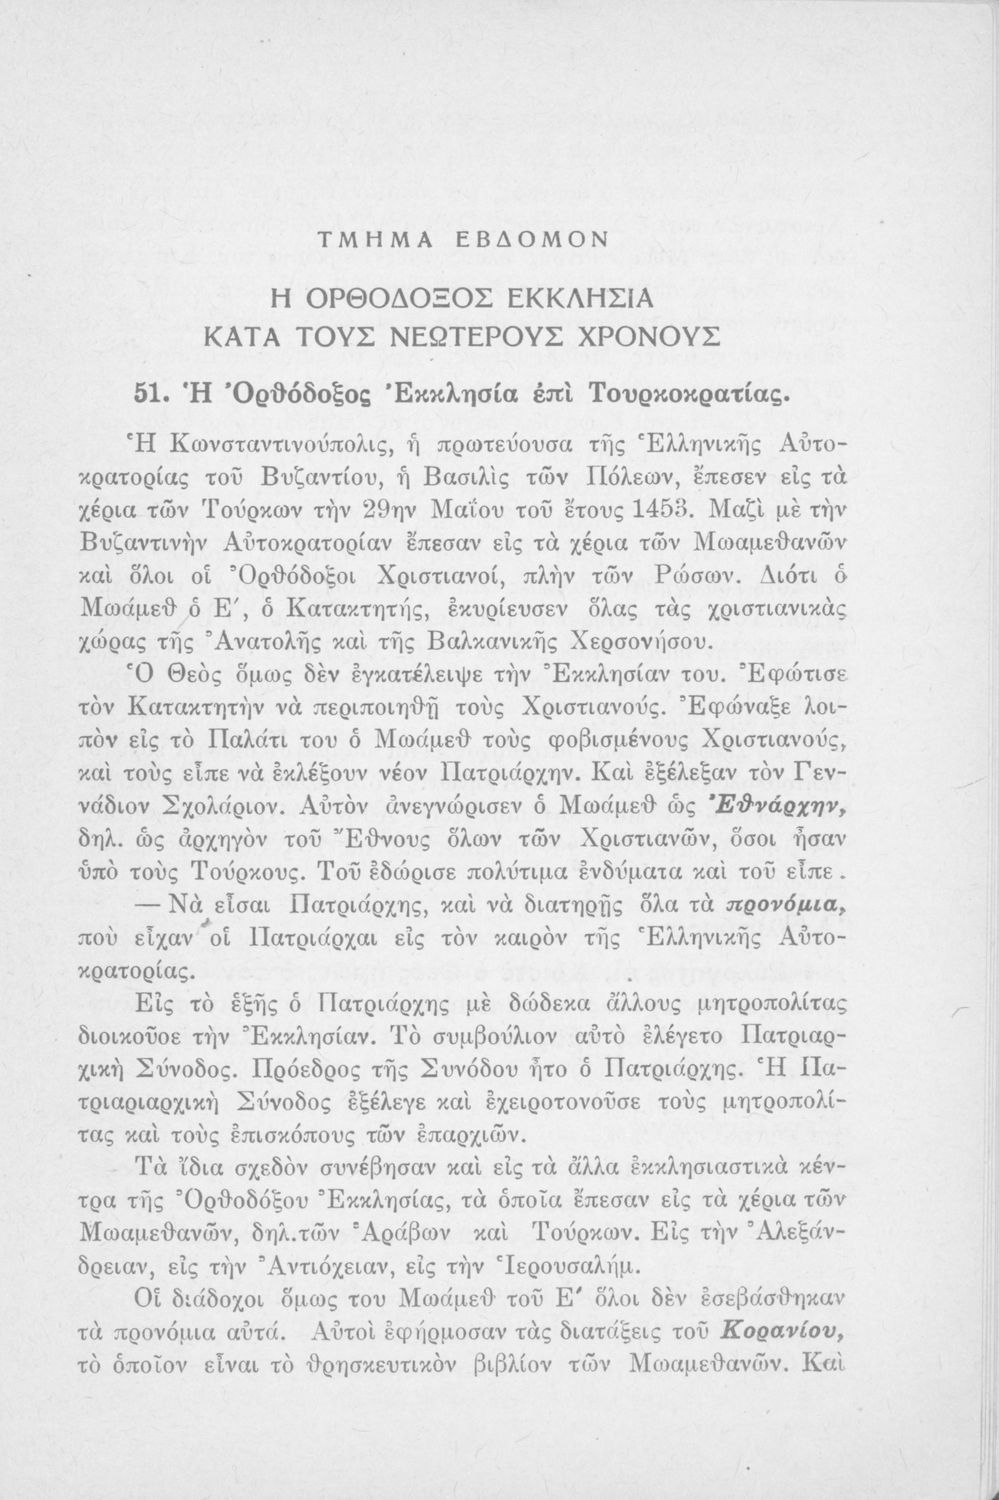 ΤΜΗΜΑ ΕΒΔΟΜΟΝ
Η ΟΡΘΟΔΟΞΟΣ ΕΚΚΛΗΣΙΑ
ΚΑΤΑ ΤΟΥΣ ΝΕΩΤΕΡΟΥΣ ΧΡΟΝΟΥΣ
51. Ἡ Ὀρθόδοξος Ἐκκλησία ἐπὶ Τουρκοκρατίας.
Ἡ Κωνσταντινούπολις, ἡ πρωτεύουσα τῆς Ἑλληνικῆς Αὐτο-
κρατορίας τοῦ Βυζαντίου, ἡ Βασιλὶς τῶν Πόλεων, ἔπεσεν εἰς τὰ
χέρια τῶν Τούρκων τὴν 29ην Μαΐου τοῦ ἔτους 1453. Μαζὶ μὲ τὴν
Βυζαντινὴν Αὐτοκρατορίαν ἔπεσαν εἰς τὰ χέρια τῶν Μωαμεθανῶν
καὶ ὅλοι οἱ Ὀρθόδοξοι Χριστιανοί, πλὴν τῶν Ρώσων. Διότι ὁ
Μωάμεθ ὁ Ε΄, ὁ Κατακτητής, ἐκυρίευσεν ὅλας τὰς χριστιανικὰς
χώρας τῆς Ἀνατολῆς καὶ τῆς Βαλκανικῆς Χερσονήσου.
Ὁ Θεὸς ὅμως δὲν ἐγκατέλειψε τὴν Ἐκκλησίαν του. Ἐφώτισε
τὸν Κατακτητὴν νὰ περιποιηθῇ τοὺς Χριστιανούς. Ἐφώναξε λοι-
πὸν εἰς τὸ Παλάτι του ὁ Μωάμεθ τοὺς φοβισμένους Χριστιανούς,
καὶ τοὺς εἶπε νὰ ἐκλέξουν νέον Πατριάρχην. Καὶ ἐξέλεξαν τὸν Γεν-
νάδιον Σχολάριον. Αὐτὸν ἀνεγνώρισεν ὁ Μωάμεθ ὡς Ἐθνάρχην,
δηλ. ὡς ἀρχηγὸν τοῦ Ἔθνους ὅλων τῶν Χριστιανῶν, ὅσοι ἦσαν
ὑπὸ τοὺς Τούρκους. Τοῦ ἐδώρισε πολύτιμα ἐνδύματα καὶ τοῦ εἶπε.
— Νὰ εἶσαι Πατριάρχης, καὶ νὰ διατηρῇς ὅλα τὰ προνόμια,
ποὺ εἶχαν οἱ Πατριάρχαι εἰς τὸν καιρὸν τῆς Ἑλληνικῆς Αὐτο-
κρατορίας.
Εἰς τὸ ἑξῆς ὁ Πατριάρχης μὲ δώδεκα ἄλλους μητροπολίτας
διοικοῦοε τὴν Ἐκκλησίαν. Τὸ συμβούλιον αὐτὸ ἐλέγετο Πατριαρ-
χικὴ Σύνοδος. Πρόεδρος τῆς Συνόδου ἦτο ὁ Πατριάρχης. Ἡ Πα-
τριαριαρχικὴ Σύνοδος ἐξέλεγε καὶ ἐχειροτονοῦσε τοὺς μητροπολί-
τας καὶ τοὺς ἐπισκόπους τῶν ἐπαρχιῶν.
Τὰ ἴδια σχεδὸν συνέβησαν καὶ εἰς τὰ ἄλλα ἐκκλησιαστικὰ κέν-
τρα τῆς Ὀρθοδόξου Ἐκκλησίας, τὰ ὁποῖα ἔπεσαν εἰς τὰ χέρια τῶν
Μωαμεθανῶν, δηλ.τῶν Ἀράβων καὶ Τούρκων. Εἰς τὴν Ἀλεξάν-
δρειαν, εἰς τὴν Ἀντιόχειαν, εἰς τὴν Ἱερουσαλήμ.
Οἱ διάδοχοι ὅμως του Μωάμεθ τοῦ Ε΄ ὅλοι δὲν ἐσεβάσθηκαν
τὰ προνόμια αὐτά. Αὐτοὶ ἐφήρμοσαν τὰς διατάξεις τοῦ Κορανίου,
τὸ ὁποῖον εἶναι τὸ θρησκευτικὸν βιβλίον τῶν Μωαμεθανῶν. Καὶ